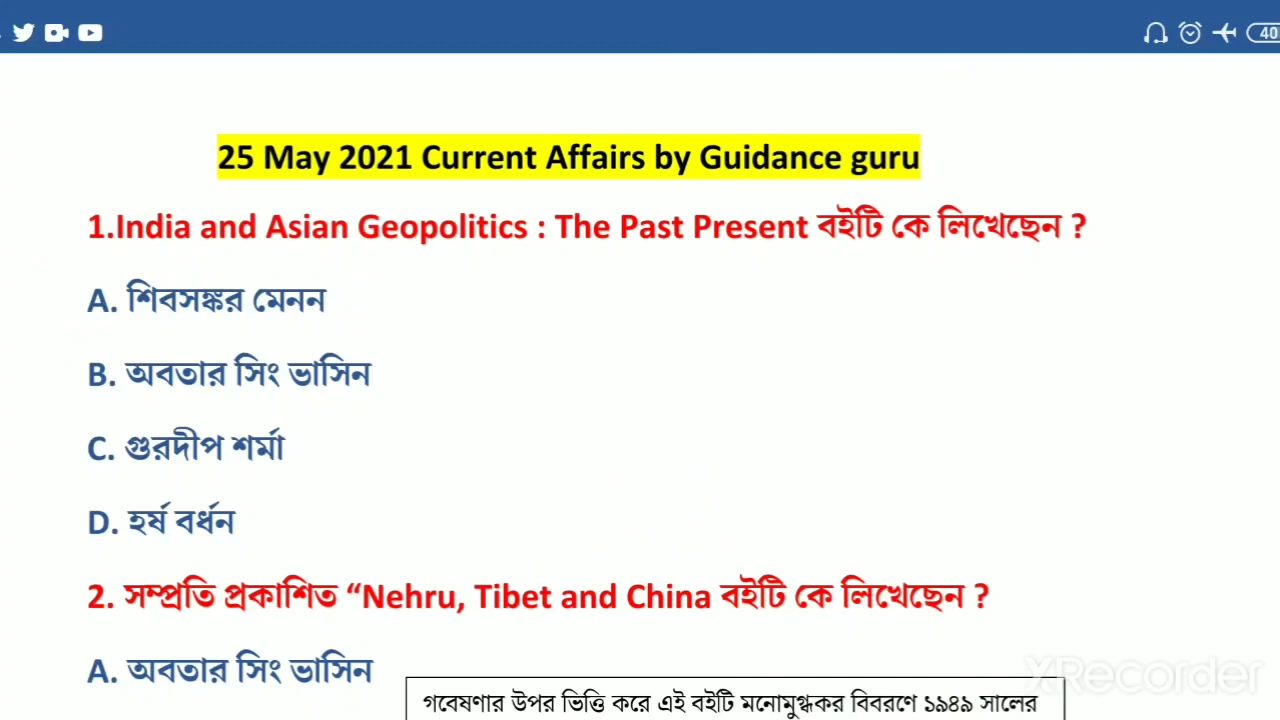 40
25 May 2021 Current Affairs by Guidance guru
1.India and Asian Geopolitics : The Past Present বইটি কে লিখেছেন ?
A. শিবসঙ্কর মেনন
B. অবতার সিং ভাসিন
C. গুরদীপ শর্মা
D. হর্ষ বর্ধন
2. সম্প্রতি প্রকাশিত “Nehru, Tibet and China বইটি কে লিখেছেন ?
A. অবতার সিং ভাসিন
XRecorder
গবেষণার উপর ভিত্তি করে এই বইটি মনোমুগ্ধকর বিবরণে ১৯৪৯ সালের